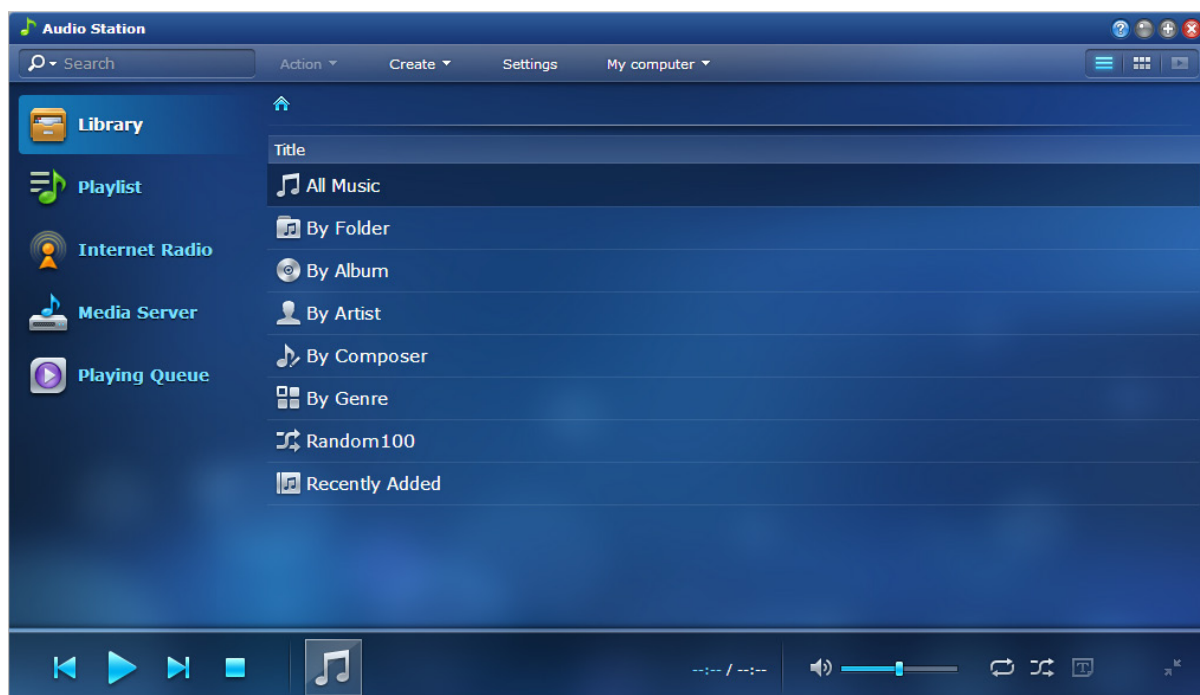 Audio Station
Search
Action Create Settings My computer
Library
Playlist
Internet Radio
Media Server
Playing Queue
Title
All Music
By Folder
By Album
By Artist
By Composer
By Genre
Random100
Recently Added
--:-- / --:--
T